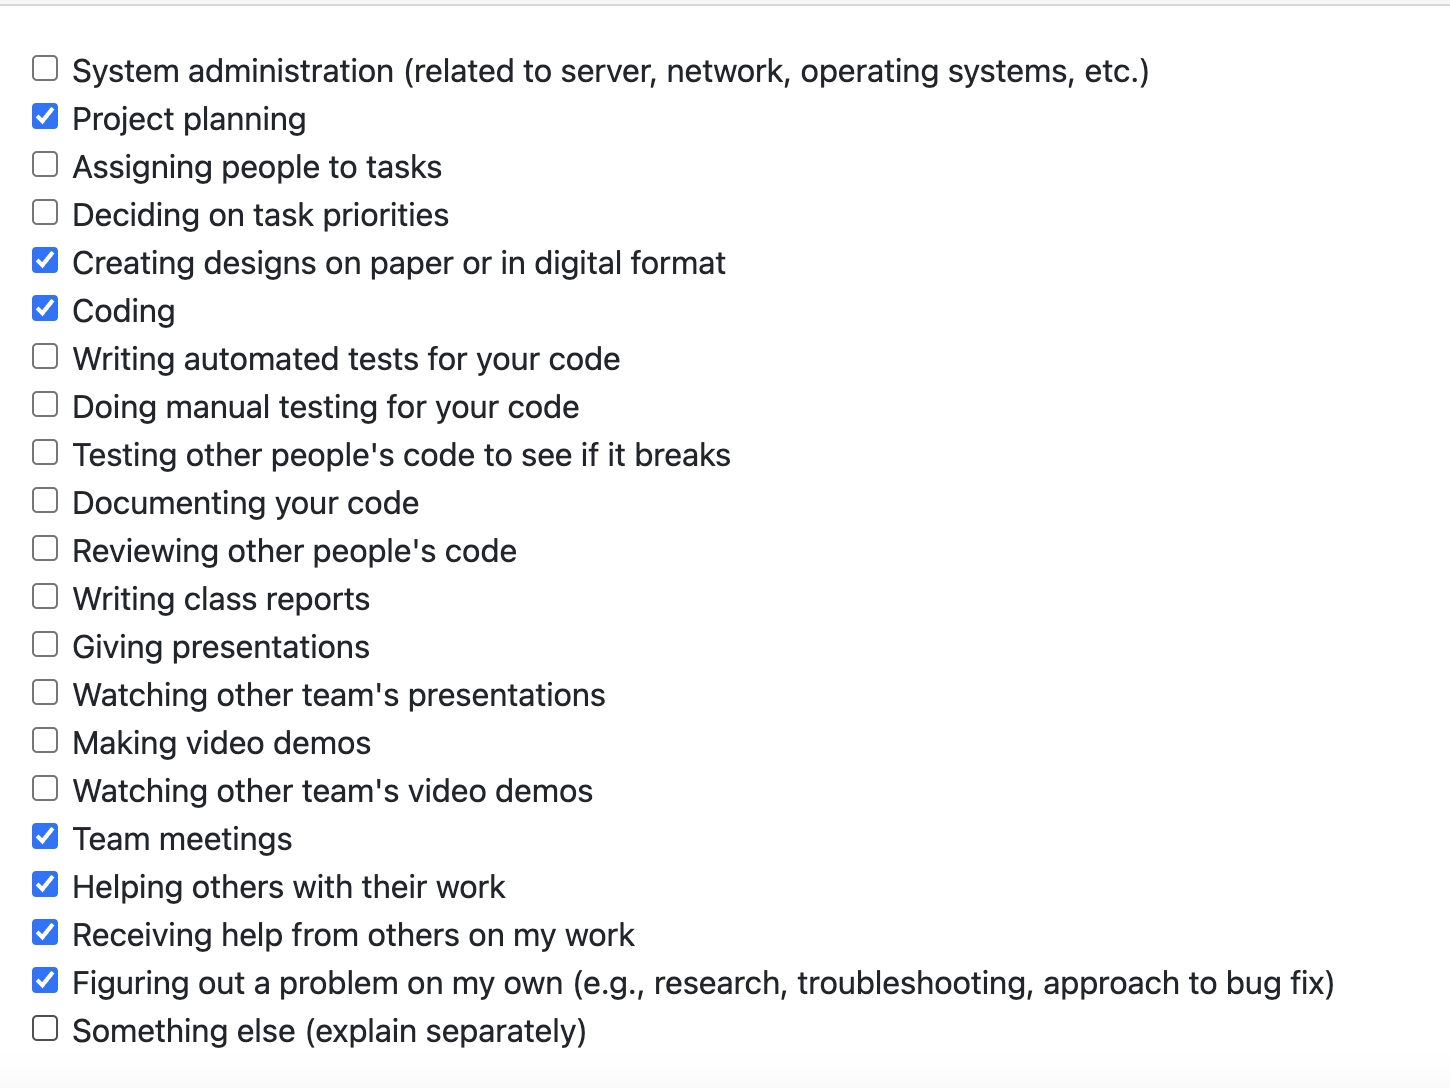 System administration (related to server, network, operating systems, etc.)
Project planning
Assigning people to tasks
Deciding on task priorities
Creating designs on paper or in digital format
Coding
Writing automated tests for your code
Doing manual testing for your code
Testing other people's code to see if it breaks
Documenting your code
Reviewing other people's code
Writing class reports
Giving presentations
Watching other team's presentations
Making video demos
Watching other team's video demos
Team meetings
Helping others with their work
Receiving help from others on my work
Figuring out a problem on my own (e.g., research, troubleshooting, approach to bug fix)
Something else (explain separately)